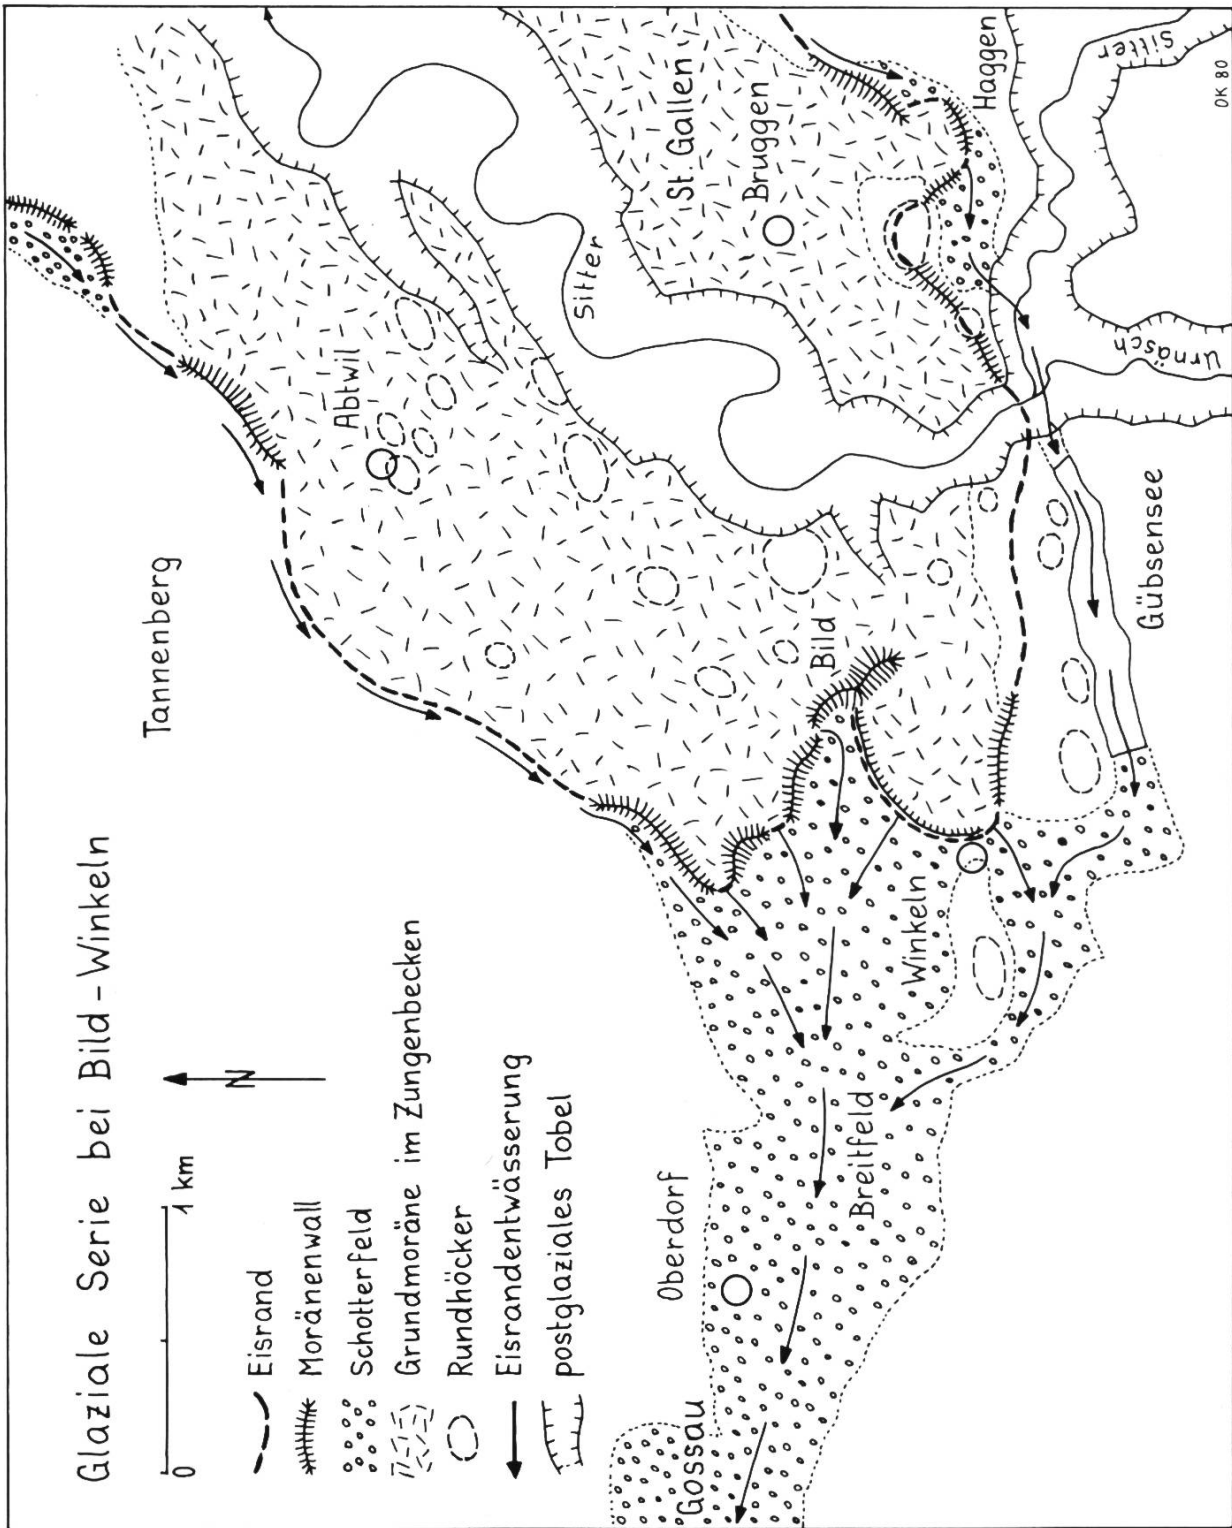 Glaziale Serie bei Bild - Winkeln
0
1 km
N
Eisrand
Moränenwall
Schotterfeld
Grundmoräne im Zungenbecken
Rundhöcker
Eisrandentwässerung
postglaziales Tobel
Tannenberg
Abtwil
Sitter
St. Gallen
Bruggen
Haggen
Sitter
Urnäsch
Gübsensee
Bild
Winkeln
Breitfeld
Oberdorf
Gossau
OK 80